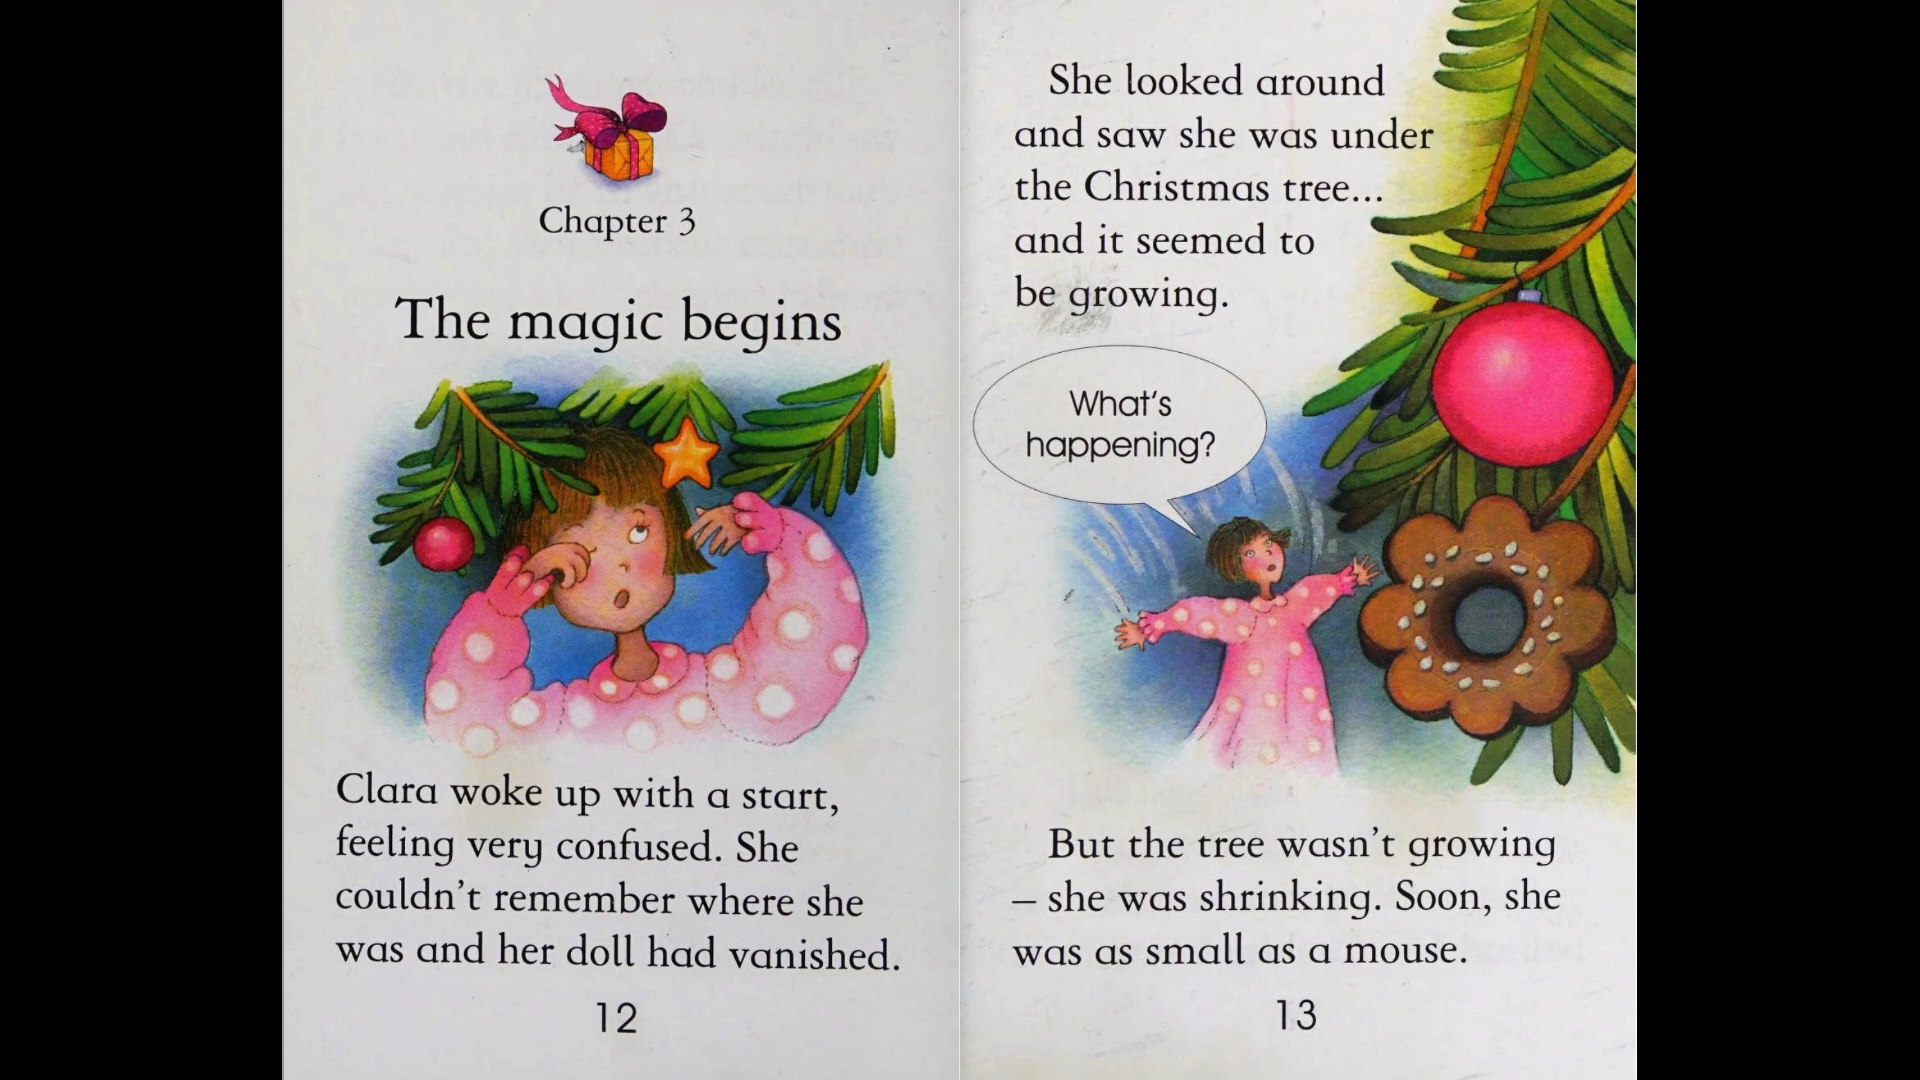 Chapter 3
The magic begins
Clara woke up with a start,
feeling very confused. She
couldn't remember where she
was and her doll had vanished.
12
She looked around
and saw she was under
the Christmas tree...
and it seemed to
be growing.
What's
happening?
But the tree wasn't growing
– she was shrinking. Soon, she
was as small as a mouse.
13